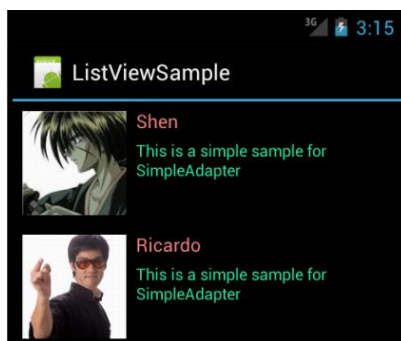 3G 3:15
ListViewSample
Shen
This is a simple sample for
SimpleAdapter
Ricardo
This is a simple sample for
SimpleAdapter